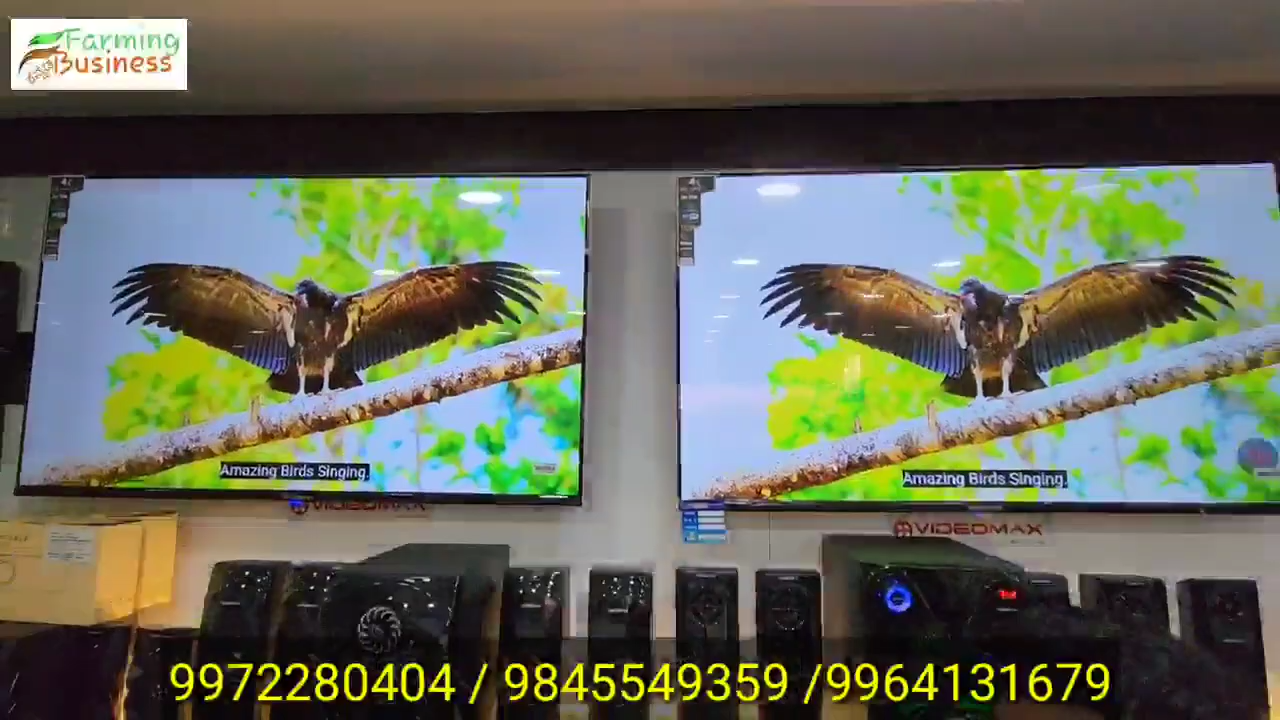 Farming
Business
Amazing Birds Singing.
Amazing Birds Singing.
VIDEOMAX
VIDEOMAX
9972280404 / 9845549359 /9964131679